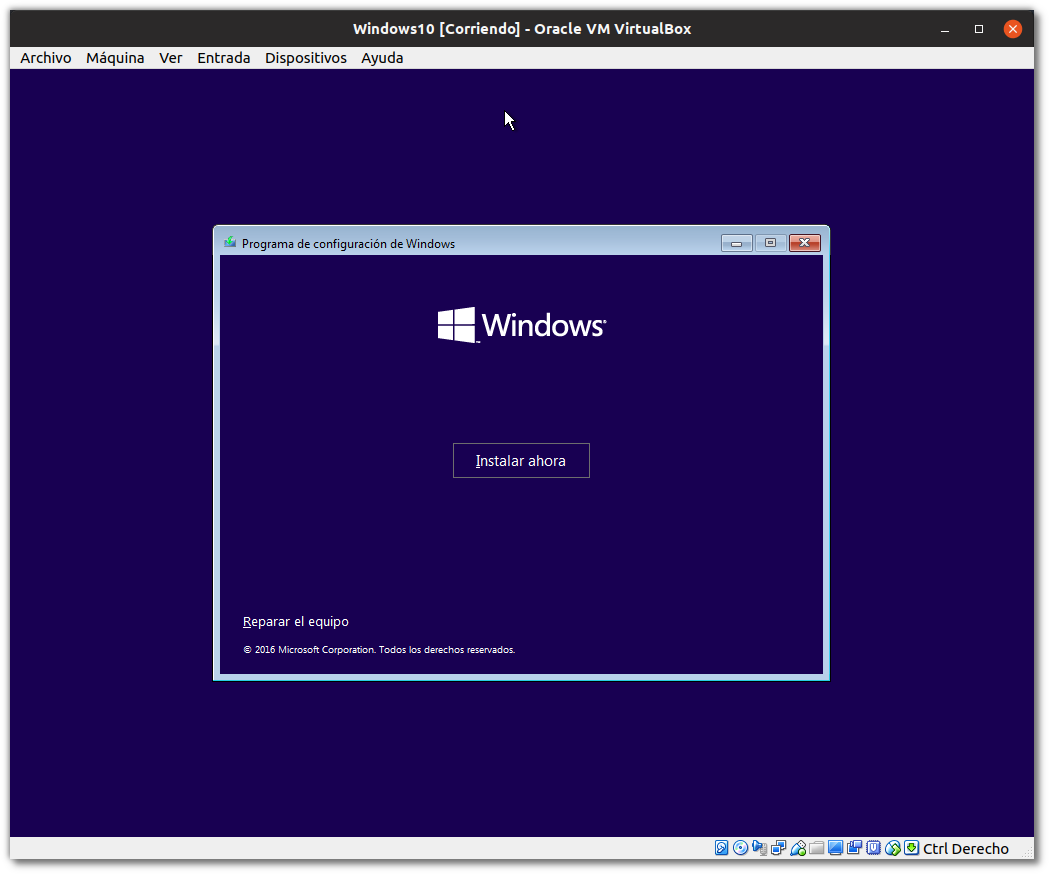 Windows10 [Corriendo] - Oracle VM VirtualBox
Archivo Máquina Ver Entrada Dispositivos Ayuda
Programa de configuración de Windows
Windows®
Instalar ahora
Reparar el equipo
© 2016 Microsoft Corporation. Todos los derechos reservados.
Ctrl Derecho